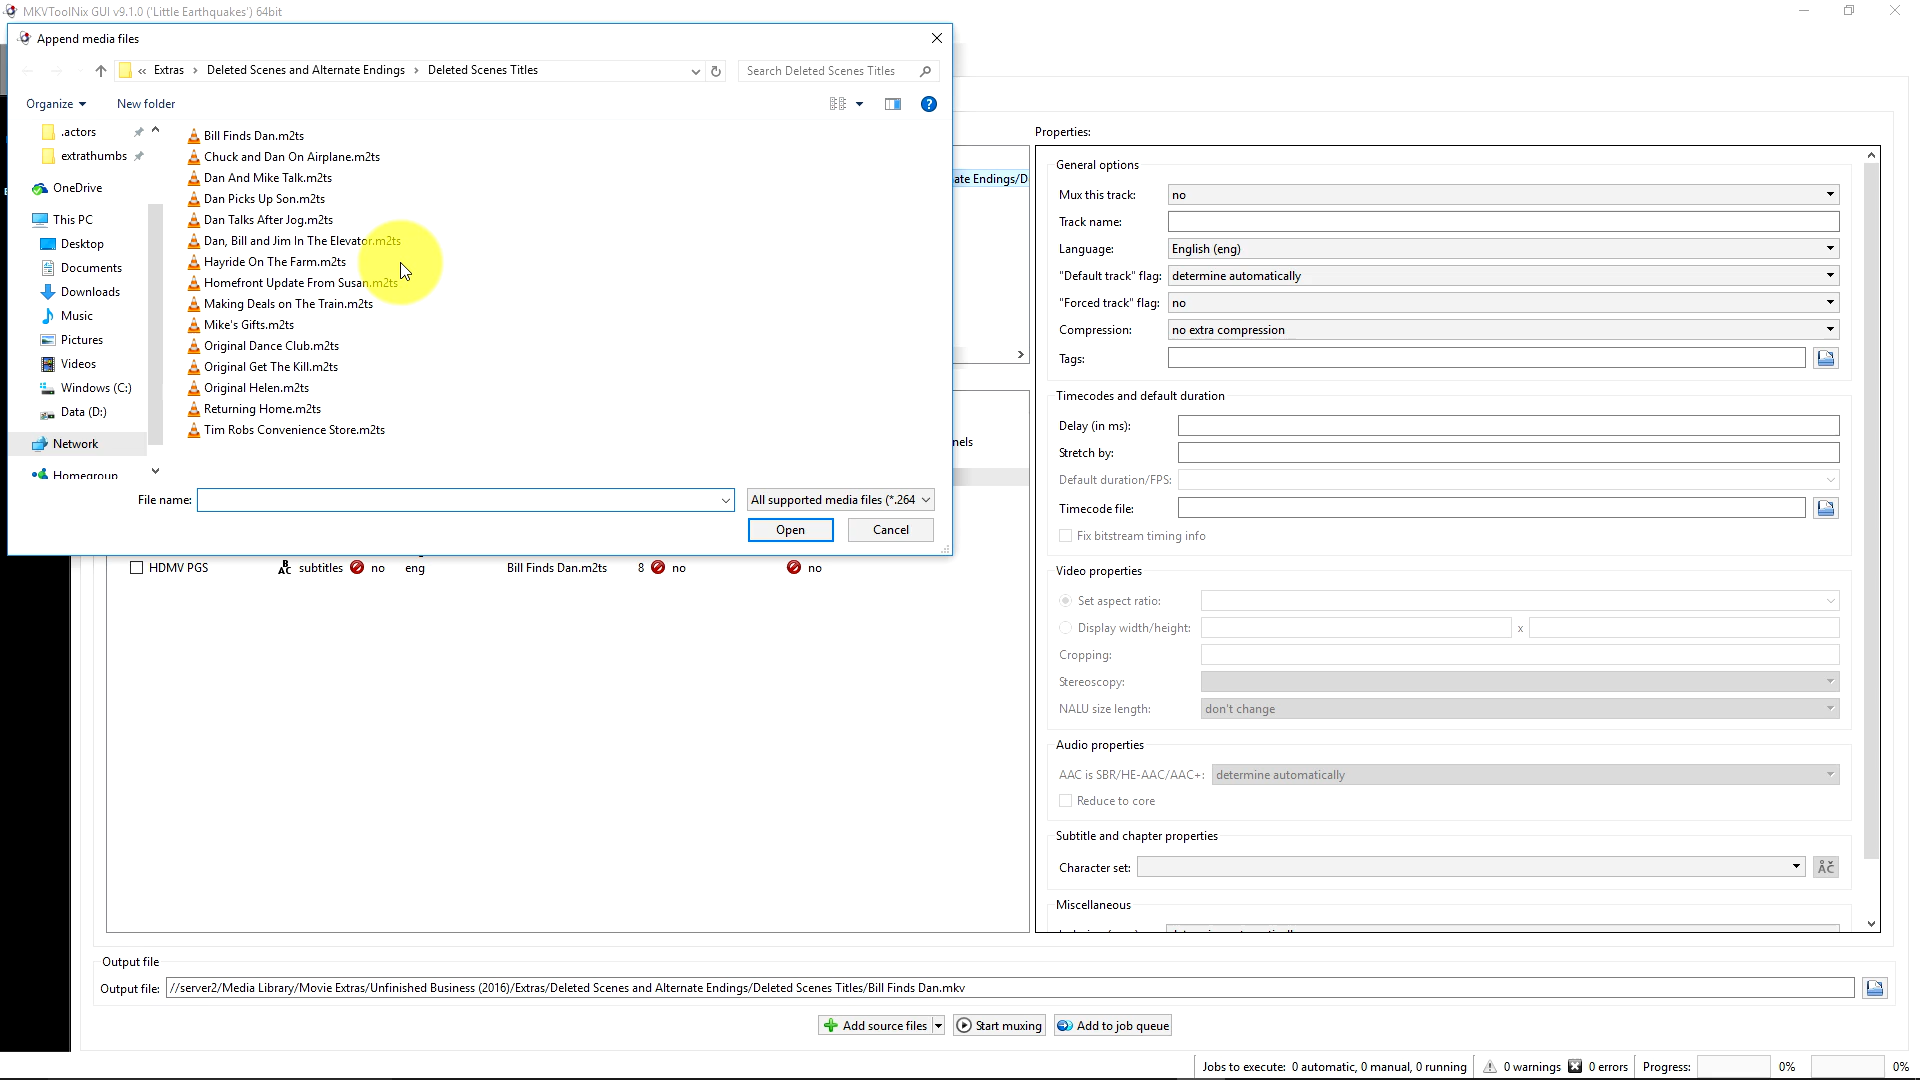 MKVToolNix GUI v9.1.0 ('Little Earthquakes') 64bit
Append media files
« Extras › Deleted Scenes and Alternate Endings › Deleted Scenes Titles
Search Deleted Scenes Titles
Organize
New folder
.actors
extrathumbs
OneDrive
This PC
Desktop
Documents
Downloads
Music
Pictures
Videos
Windows (C:)
Data (D:)
Network
Homegroup
Bill Finds Dan.m2ts
Chuck and Dan On Airplane.m2ts
Dan And Mike Talk.m2ts
Dan Picks Up Son.m2ts
Dan Talks After Jog.m2ts
Dan, Bill and Jim In The Elevator.m2ts
Hayride On The Farm.m2ts
Homefront Update From Susan.m2ts
Making Deals on The Train.m2ts
Mike's Gifts.m2ts
Original Dance Club.m2ts
Original Get The Kill.m2ts
Original Helen.m2ts
Returning Home.m2ts
Tim Robs Convenience Store.m2ts
File name:
All supported media files (*.264
Open
Cancel
ate Endings/D
nels
HDMV PGS subtitles no eng Bill Finds Dan.m2ts 8 no no
Properties:
General options
Mux this track: no
Track name:
Language: English (eng)
"Default track" flag: determine automatically
"Forced track" flag: no
Compression: no extra compression
Tags:
Timecodes and default duration
Delay (in ms):
Stretch by:
Default duration/FPS:
Timecode file:
Fix bitstream timing info
Video properties
Set aspect ratio:
Display width/height: x
Cropping:
Stereoscopy:
NALU size length: don't change
Audio properties
AAC is SBR/HE-AAC/AAC+: determine automatically
Reduce to core
Subtitle and chapter properties
Character set:
Miscellaneous
Output file
Output file: //server2/Media Library/Movie Extras/Unfinished Business (2016)/Extras/Deleted Scenes and Alternate Endings/Deleted Scenes Titles/Bill Finds Dan.mkv
Add source files
Start muxing
Add to job queue
Jobs to execute: 0 automatic, 0 manual, 0 running
0 warnings
0 errors
Progress: 0% 0%